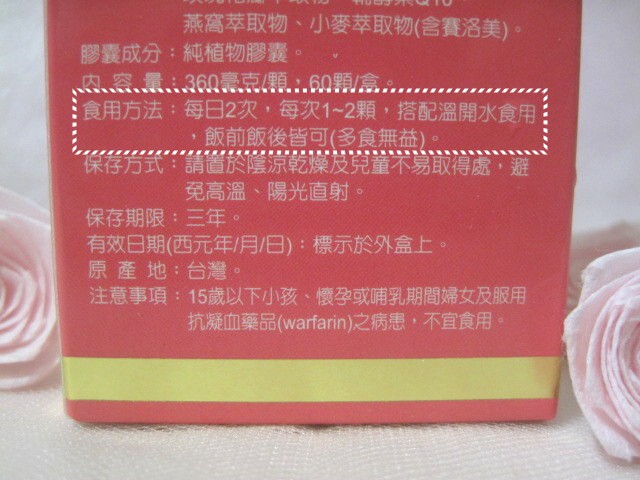 燕窩萃取物、小麥萃取物(含賽洛美)。
膠囊成分：純植物膠囊。
內 容 量：360毫克/顆，60顆/盒。
食用方法：每日2次，每次1~2顆，搭配溫開水食用
，飯前飯後皆可(多食無益)。
保存方式：請置於陰涼乾燥及兒童不易取得處，避
免高溫、陽光直射。
保存期限：三年。
有效日期(西元年/月/日)：標示於外盒上。
原 產 地：台灣。
注意事項：15歲以下小孩、懷孕或哺乳期間婦女及服用
抗凝血藥品(warfarin)之病患，不宜食用。